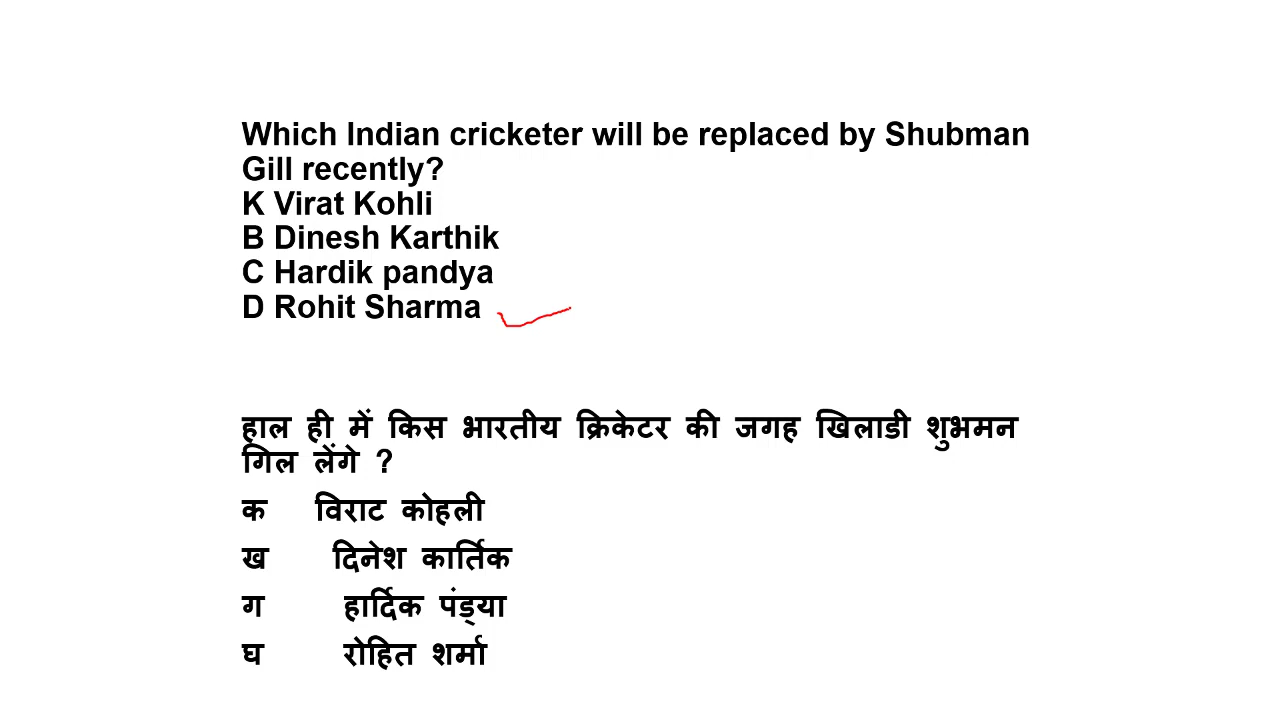 Which Indian cricketer will be replaced by Shubman
Gill recently?
K Virat Kohli
B Dinesh Karthik
C Hardik pandya
D Rohit Sharma
हाल ही में किस भारतीय क्रिकेटर की जगह खिलाडी शुभमन
गिल लेंगे ?
क विराट कोहली
ख दिनेश कार्तिक
ग हार्दिक पंड्या
घ रोहित शर्मा